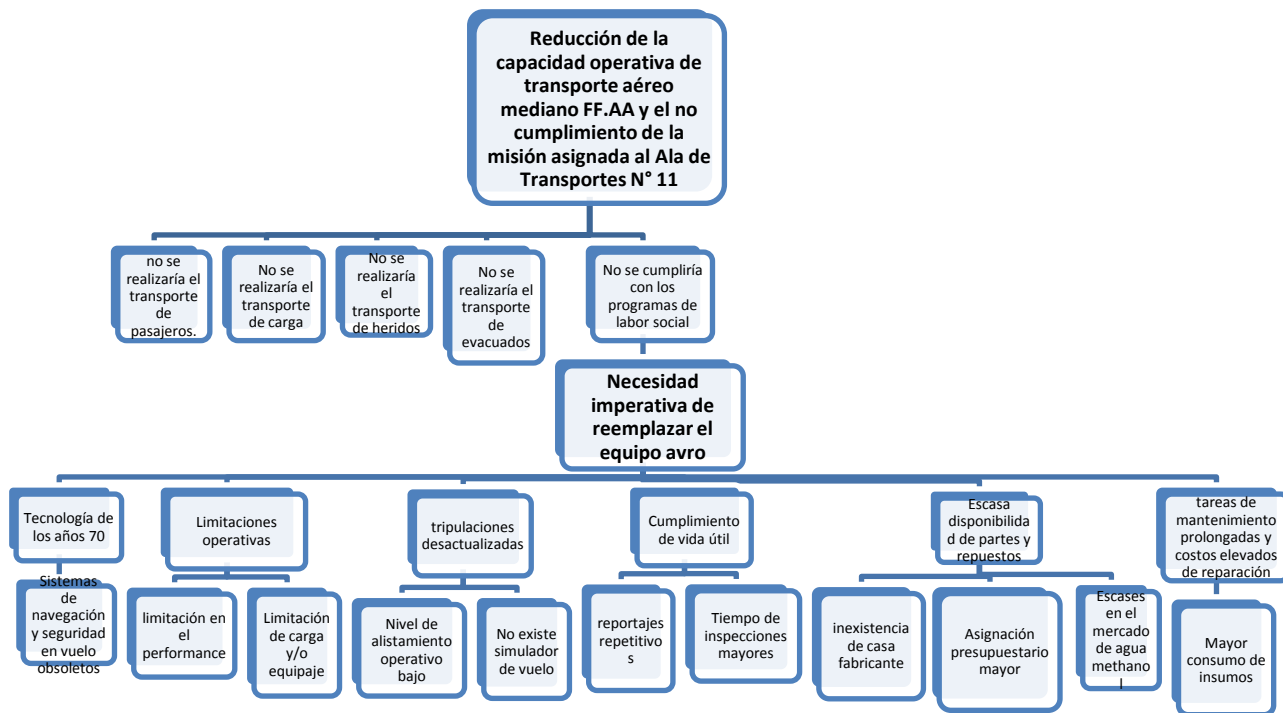 Reducción de la
capacidad operativa de
transporte aéreo
mediano FF.AA y el no
cumplimiento de la
misión asignada al Ala de
Transportes N° 11
no se
realizaría el
transporte
de
pasajeros.
No se
realizaría el
transporte
de carga
No se
realizaría
el
transporte
de heridos
No se
realizaría el
transporte
de
evacuados
No se cumpliría
con los
programas de
labor social
Necesidad
imperativa de
reemplazar el
equipo avro
Tecnología de
los años 70
Limitaciones
operativas
tripulaciones
desactualizadas
Cumplimiento
de vida útil
Escasa
disponibilida
d de partes y
repuestos
tareas de
mantenimiento
prolongadas y
costos elevados
de reparación
Sistemas
de
navegación
y seguridad
en vuelo
obsoletos
limitación en
el
performance
Limitación
de carga
y/o
equipaje
Nivel de
alistamiento
operativo
bajo
No existe
simulador
de vuelo
reportajes
repetitivo
s
Tiempo de
inspecciones
mayores
inexistencia
de casa
fabricante
Asignación
presupuestario
mayor
Escases
en el
mercado
de agua
methano
l
Mayor
consumo de
insumos